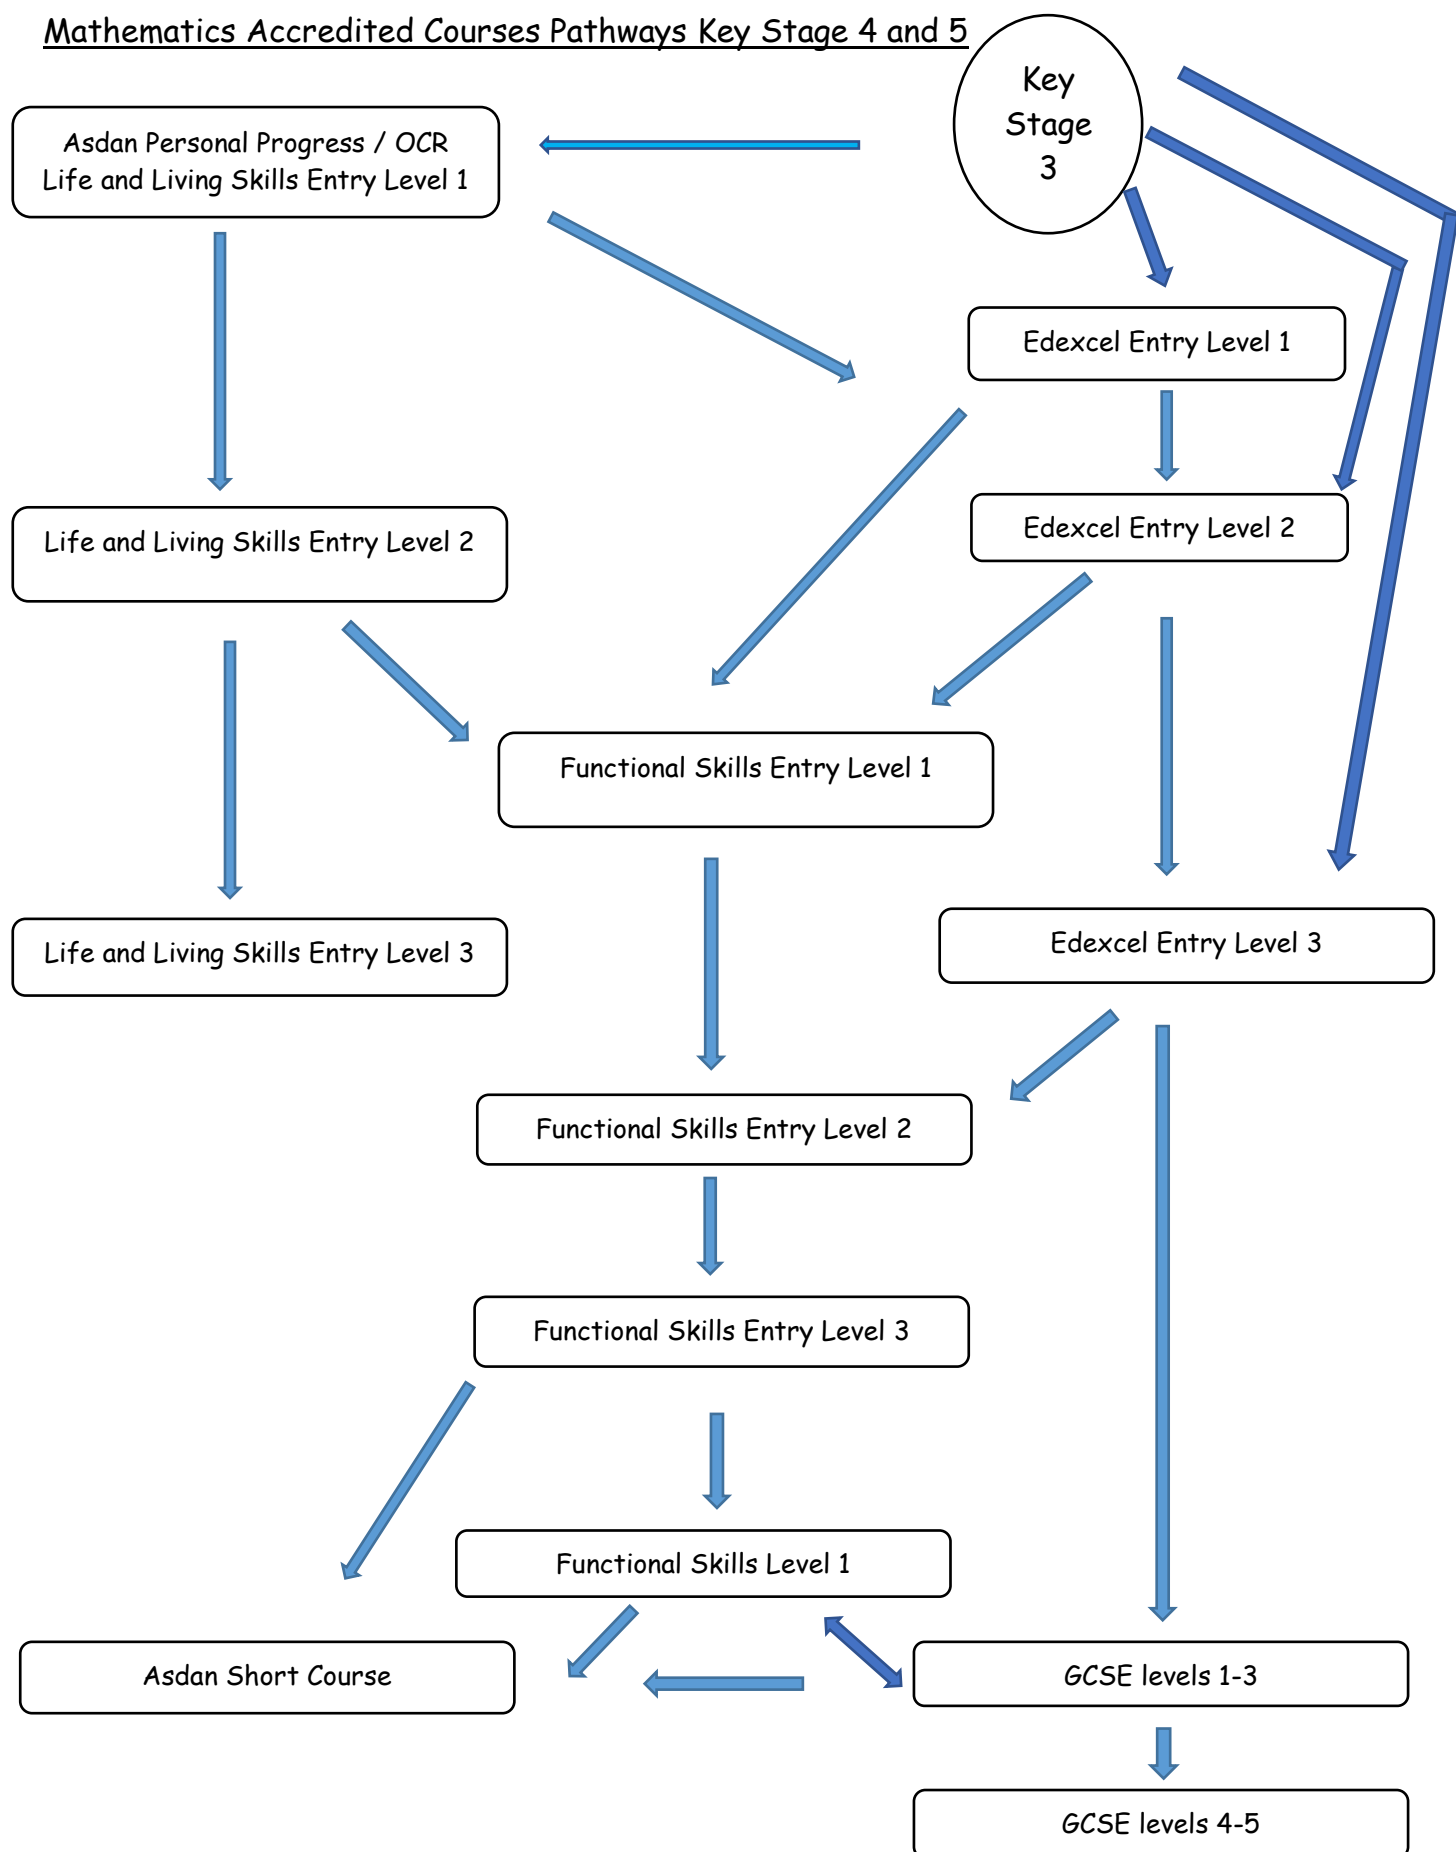 Mathematics Accredited Courses Pathways Key Stage 4 and 5
Key
Stage
3
Asdan Personal Progress / OCR
Life and Living Skills Entry Level 1
Edexcel Entry Level 1
Edexcel Entry Level 2
Life and Living Skills Entry Level 2
Functional Skills Entry Level 1
Edexcel Entry Level 3
Life and Living Skills Entry Level 3
Functional Skills Entry Level 2
Functional Skills Entry Level 3
Functional Skills Level 1
Asdan Short Course
GCSE levels 1-3
GCSE levels 4-5